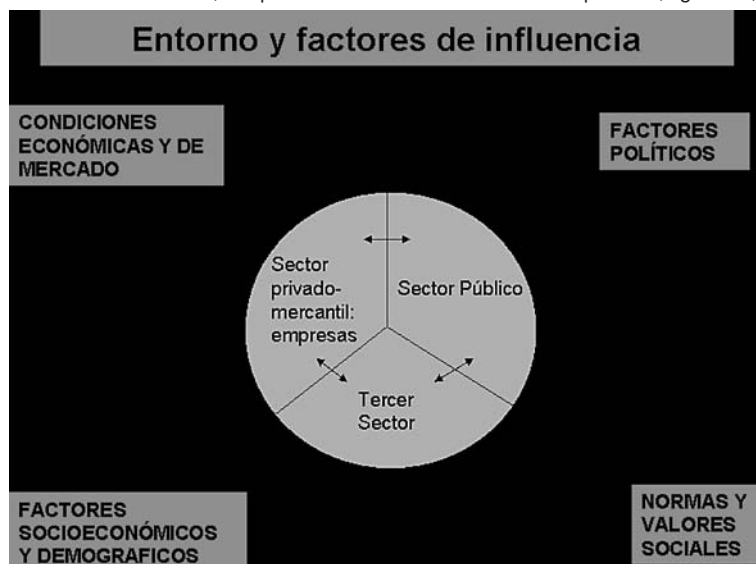 Entorno y factores de influencia
CONDICIONES
ECONÓMICAS Y DE
MERCADO
FACTORES
POLÍTICOS
Sector
privado-
mercantil:
empresas
Sector Público
Tercer
Sector
FACTORES
SOCIOECONÓMICOS
Y DEMOGRAFICOS
NORMAS Y
VALORES
SOCIALES